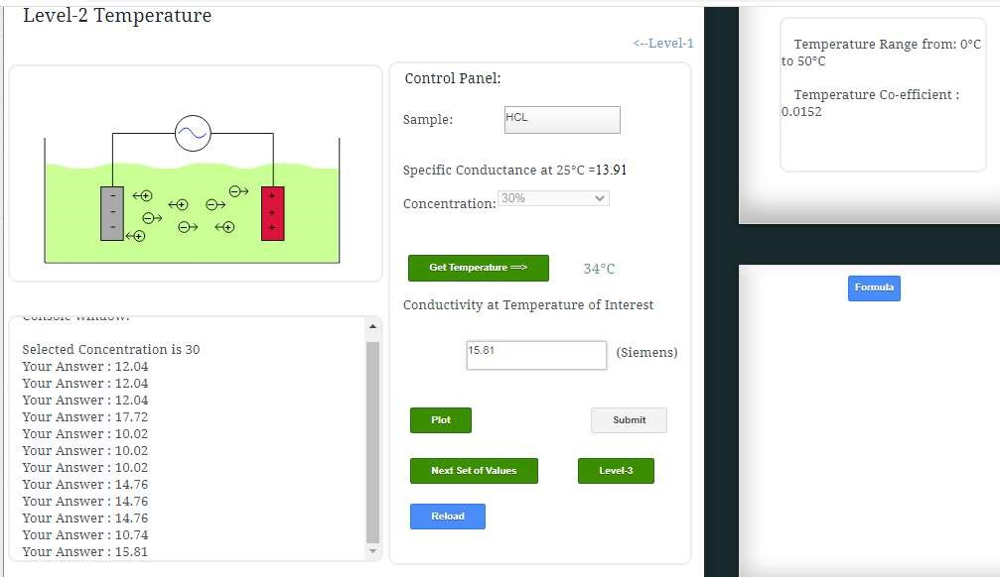 Level-2 Temperature
<--Level-1
Control Panel:
Sample:
HCL
Specific Conductance at 25°C =13.91
Concentration:
30%
Get Temperature ==>
34°C
Conductivity at Temperature of Interest
15.81
(Siemens)
Plot
Submit
Next Set of Values
Level-3
Reload
Console Window:
Selected Concentration is 30
Your Answer : 12.04
Your Answer : 12.04
Your Answer : 12.04
Your Answer : 17.72
Your Answer : 10.02
Your Answer : 10.02
Your Answer : 10.02
Your Answer : 14.76
Your Answer : 14.76
Your Answer : 14.76
Your Answer : 10.74
Your Answer : 15.81
Temperature Range from: 0°C
to 50°C
Temperature Co-efficient :
0.0152
Formula